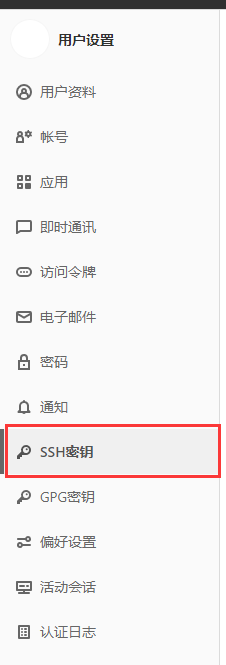 用户设置
用户资料
帐号
应用
即时通讯
访问令牌
电子邮件
密码
通知
SSH密钥
GPG密钥
偏好设置
活动会话
认证日志